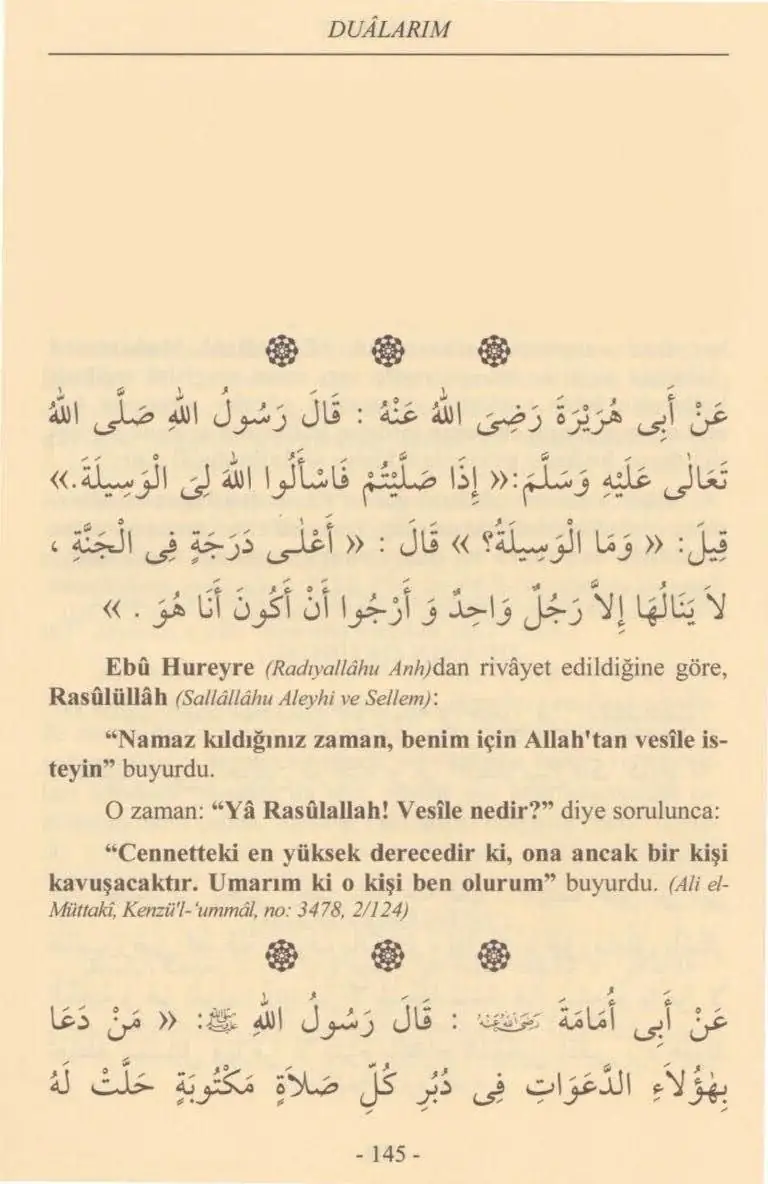 DUÂLARIM
عَنْ أَبِى هُرَيْرَةَ رَضِىَ اللهُ عَنْهُ : قَالَ رَسُولُ اللهِ صَلَّى اللهُ
تَعَالٰى عَلَيْهِ وَسَلَّمَ:« إِذَا صَلَّيْتُمْ فَاسْأَلُوا اللهَ لِىَ الْوَسِيلَةَ.»
قِيلَ: « وَمَا الْوَسِيلَةُ؟ » قَالَ : « أَعْلٰـى دَرَجَةٍ فِى الْجَنَّةِ ،
لاَ يَنَالُهَا إِلاَّ رَجُلٌ وَاحِدٌ وَ أَرْجُوا أَنْ أَكُونَ أَنَا هُوَ . »
Ebû Hureyre (Radıyallâhu Anh)dan rivâyet edildiğine göre,
Rasûlüllâh (Sallâllâhu Aleyhi ve Sellem):
“Namaz kıldığınız zaman, benim için Allah'tan vesîle is-
teyin” buyurdu.
O zaman: “Yâ Rasûlallah! Vesîle nedir?” diye sorulunca:
“Cennetteki en yüksek derecedir ki, ona ancak bir kişi
kavuşacaktır. Umarım ki o kişi ben olurum” buyurdu. (Ali el-
Müttakî, Kenzü'l-‘ummâl, no: 3478, 2/124)
عَنْ أَبِى أُمَامَةَ رَضِىَ اللهُ عَنْهُ : قَالَ رَسُولُ اللهِ ﷺ: « مَنْ دَعَا
بِهٰؤُلاَءِ الدَّعَوَاتِ فِى دُبُرِ كُلِّ صَلاَةٍ مَكْتُوبَةٍ حَلَّتْ لَهُ
- 145 -